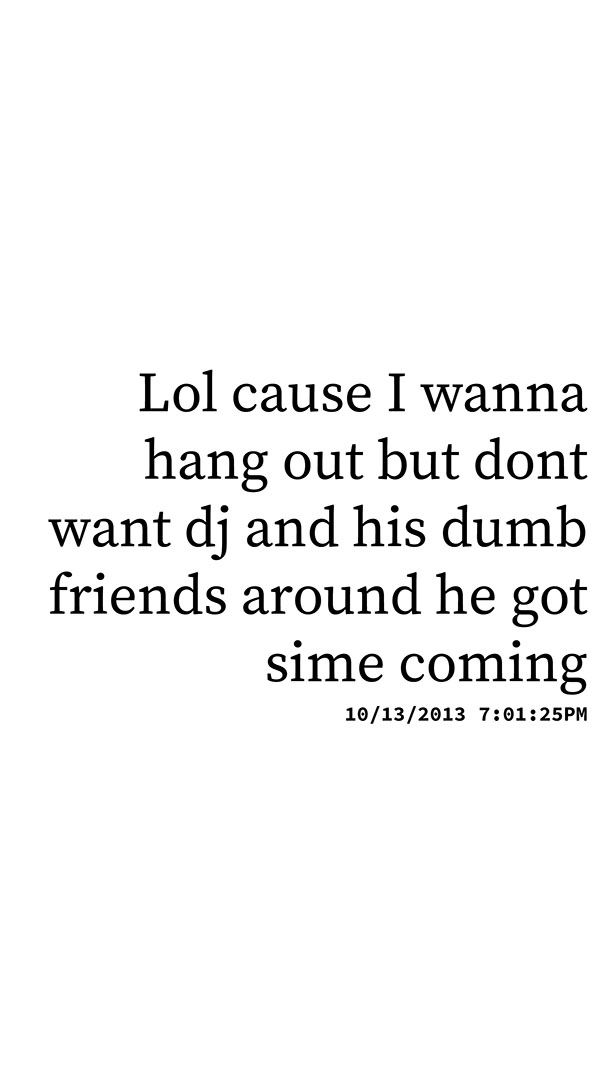 Lol cause I wanna
hang out but dont
want dj and his dumb
friends around he got
sime coming
10/13/2013 7:01:25PM